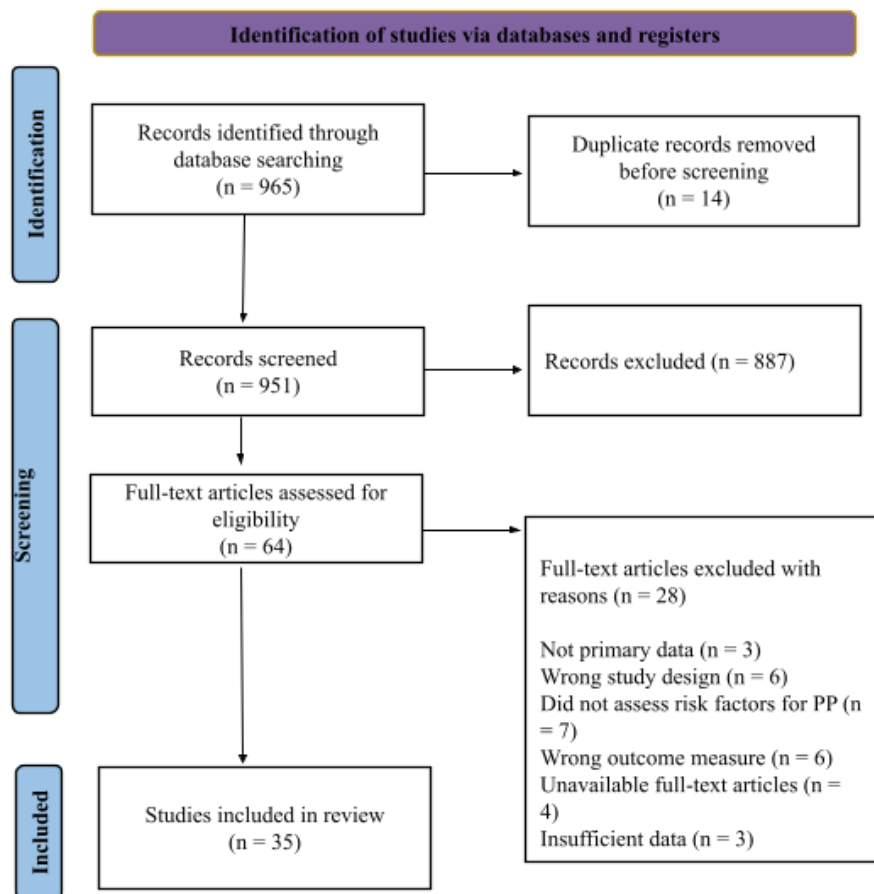 Identification of studies via databases and registers
Identification
Records identified through
database searching
(n = 965)
Duplicate records removed
before screening
(n = 14)
Screening
Records screened
(n = 951)
Records excluded (n = 887)
Full-text articles assessed for
eligibility
(n = 64)
Full-text articles excluded with
reasons (n = 28)
Not primary data (n = 3)
Wrong study design (n = 6)
Did not assess risk factors for PP (n
= 7)
Wrong outcome measure (n = 6)
Unavailable full-text articles (n =
4)
Insufficient data (n = 3)
Included
Studies included in review
(n = 35)